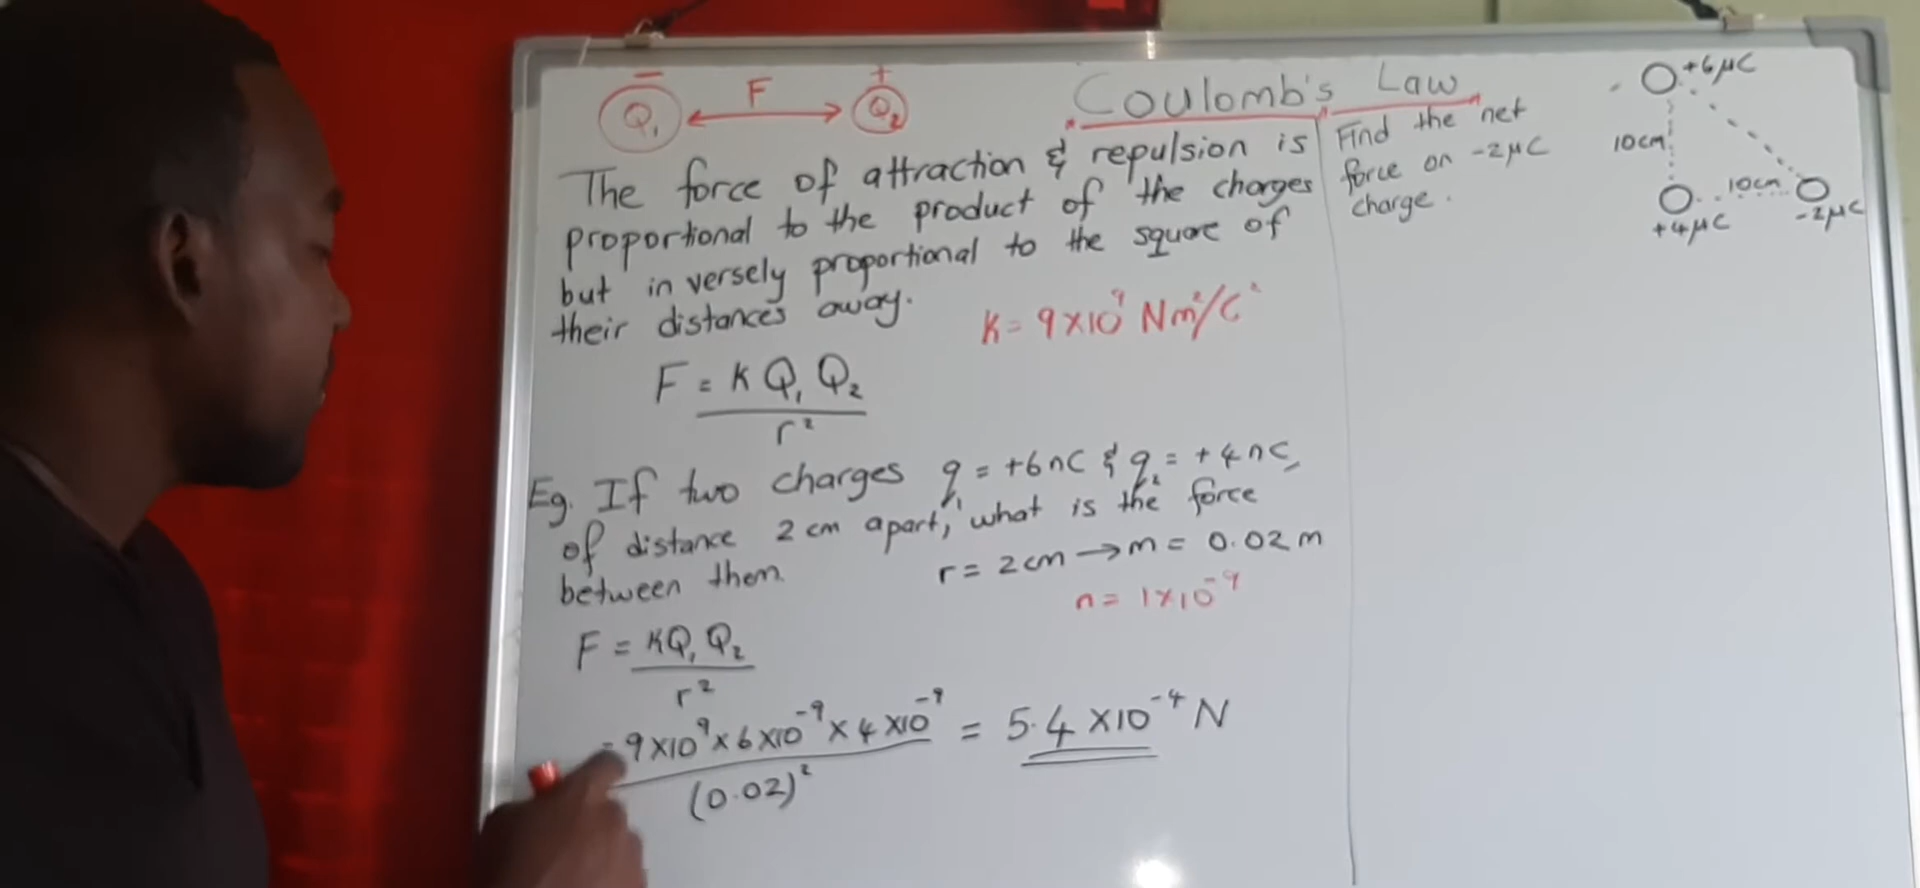 − +
Q₁ F Q₂
Coulomb's Law
The force of attraction & repulsion is
proportional to the product of the charges
but inversely proportional to the square of
their distances away.
K = 9×10⁹ Nm²/C²
F = K Q₁ Q₂
r²
Eg. If two charges q₁ = +6nC & q₂ = +4nC,
of distance 2 cm apart, what is the force
between them.
r = 2cm → m = 0.02 m
n = 1×10⁻⁹
F = KQ₁Q₂
r²
= 9×10⁹ × 6×10⁻⁹ × 4×10⁻⁹ = 5.4 ×10⁻⁴ N
(0.02)²
Find the net
force on -2μC
charge.
+6μC
10cm
10cm
+4μC
-2μC